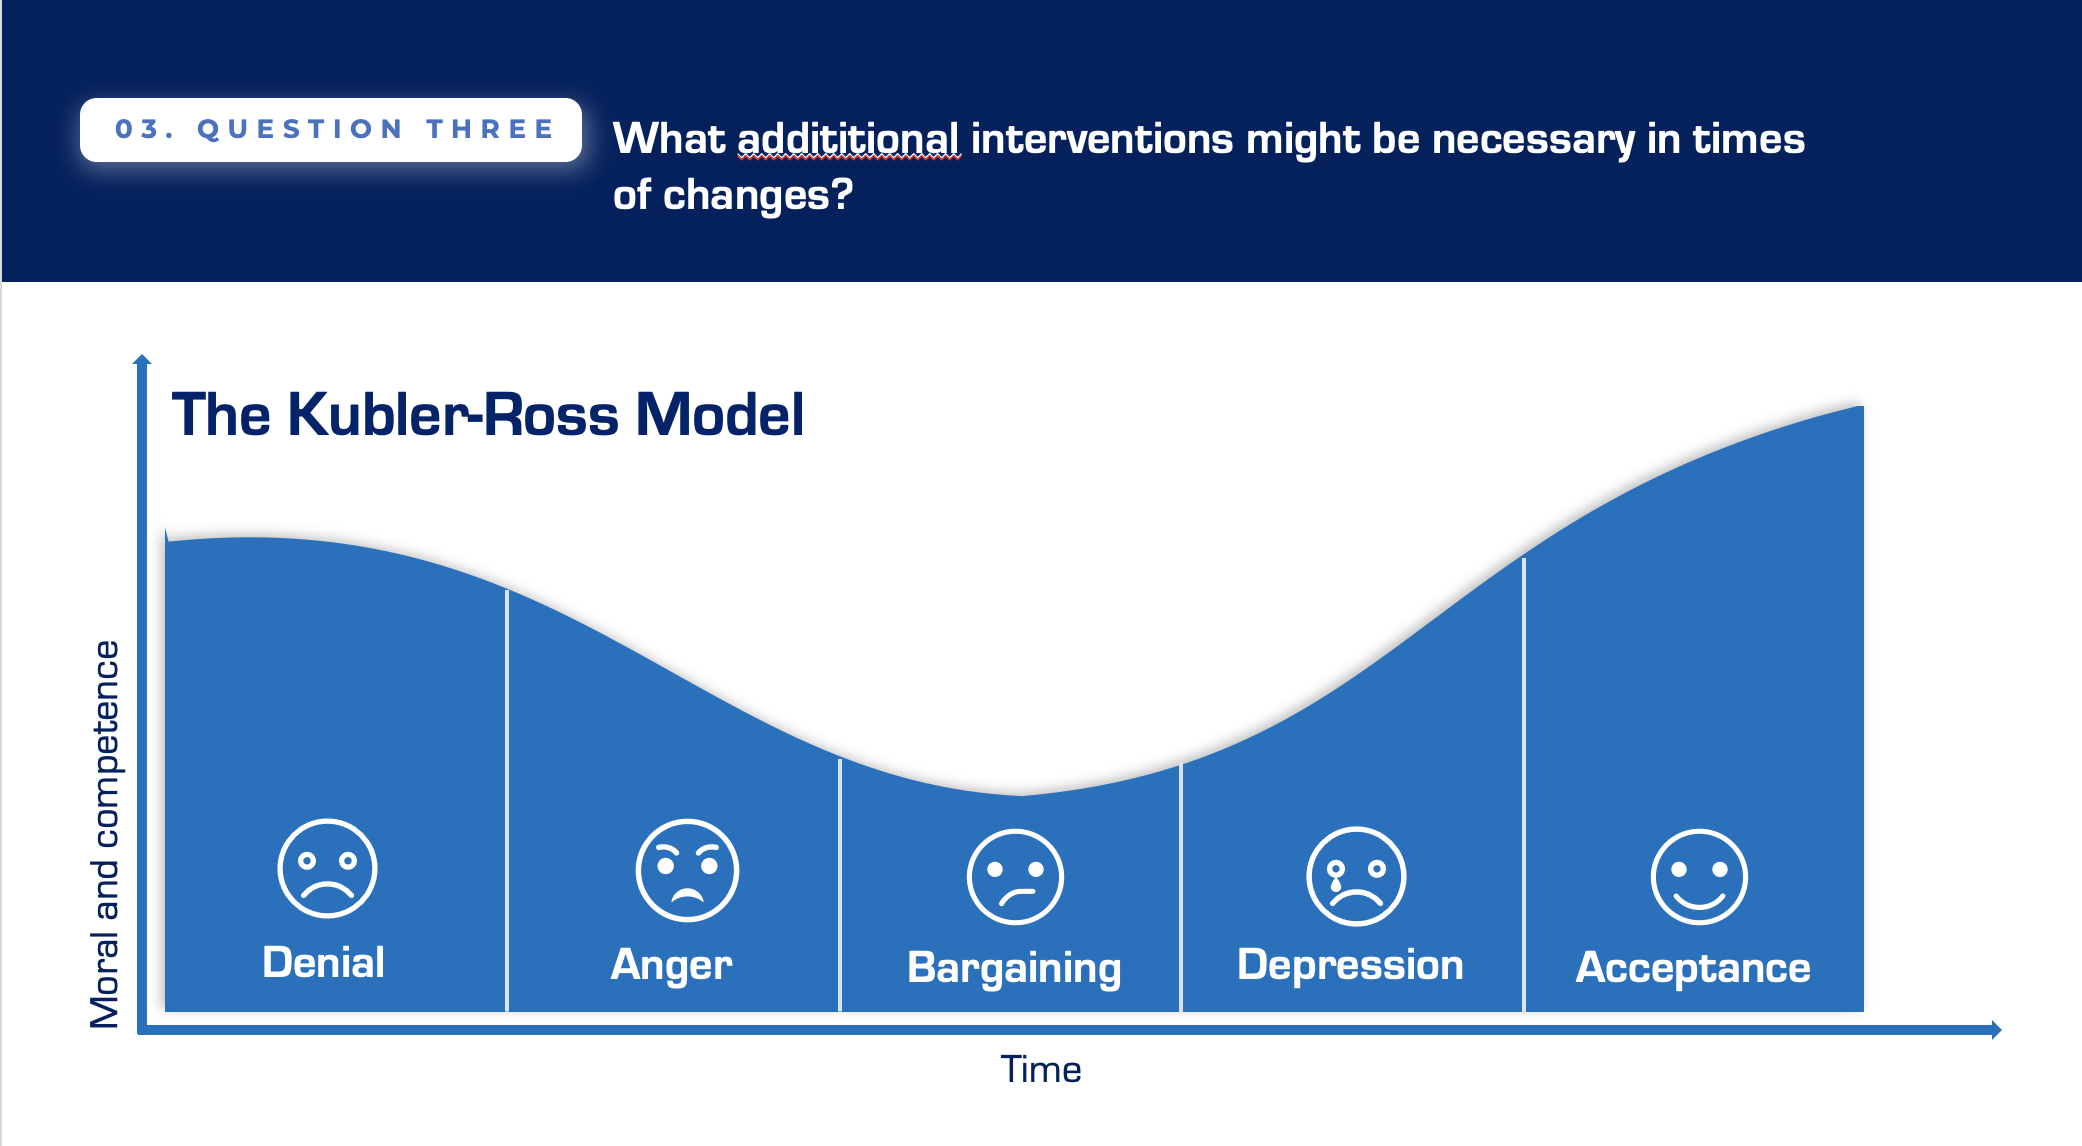 03. QUESTION THREE
What addititional interventions might be necessary in times
of changes?
The Kubler-Ross Model
Moral and competence
Denial
Anger
Bargaining
Depression
Acceptance
Time